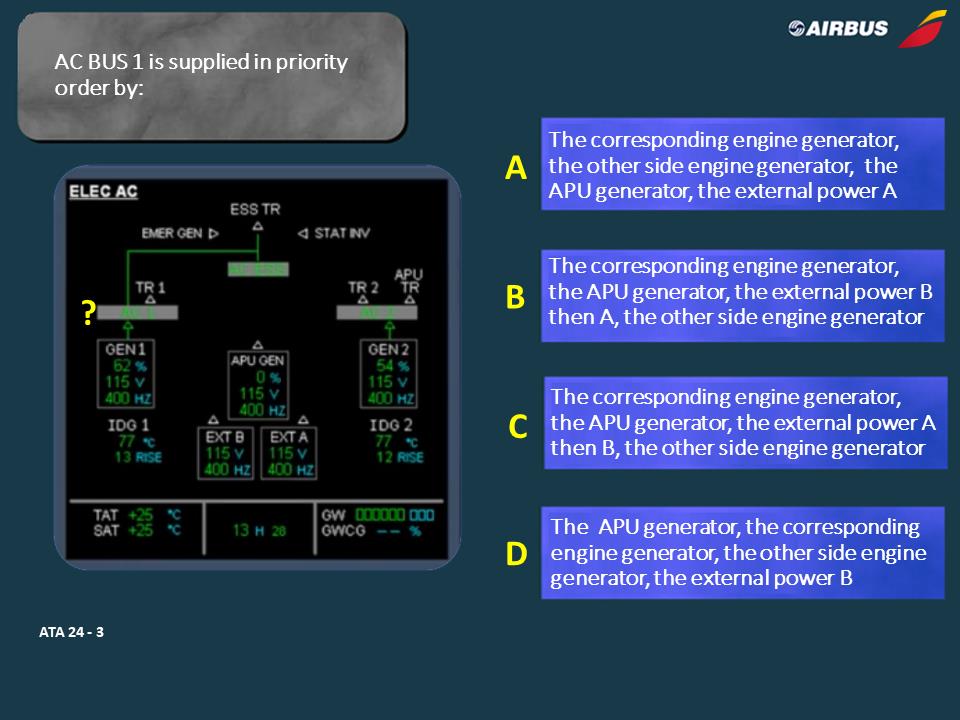 AC BUS 1 is supplied in priority
order by:
AIRBUS
A
The corresponding engine generator,
the other side engine generator, the
APU generator, the external power A
B
The corresponding engine generator,
the APU generator, the external power B
then A, the other side engine generator
C
The corresponding engine generator,
the APU generator, the external power A
then B, the other side engine generator
D
The APU generator, the corresponding
engine generator, the other side engine
generator, the external power B
?
ELEC AC
ESS TR
EMER GEN
STAT INV
AC ESS
TR 1
TR 2
APU
TR
AC 1
AC 2
GEN 1
62 %
115 V
400 HZ
APU GEN
0 %
115 V
400 HZ
GEN 2
54 %
115 V
400 HZ
IDG 1
77 °C
13 RISE
EXT B
115 V
400 HZ
EXT A
115 V
400 HZ
IDG 2
77 °C
12 RISE
TAT +25 °C
SAT +25 °C
13 H 28
GW
GWCG -- %
ATA 24 - 3